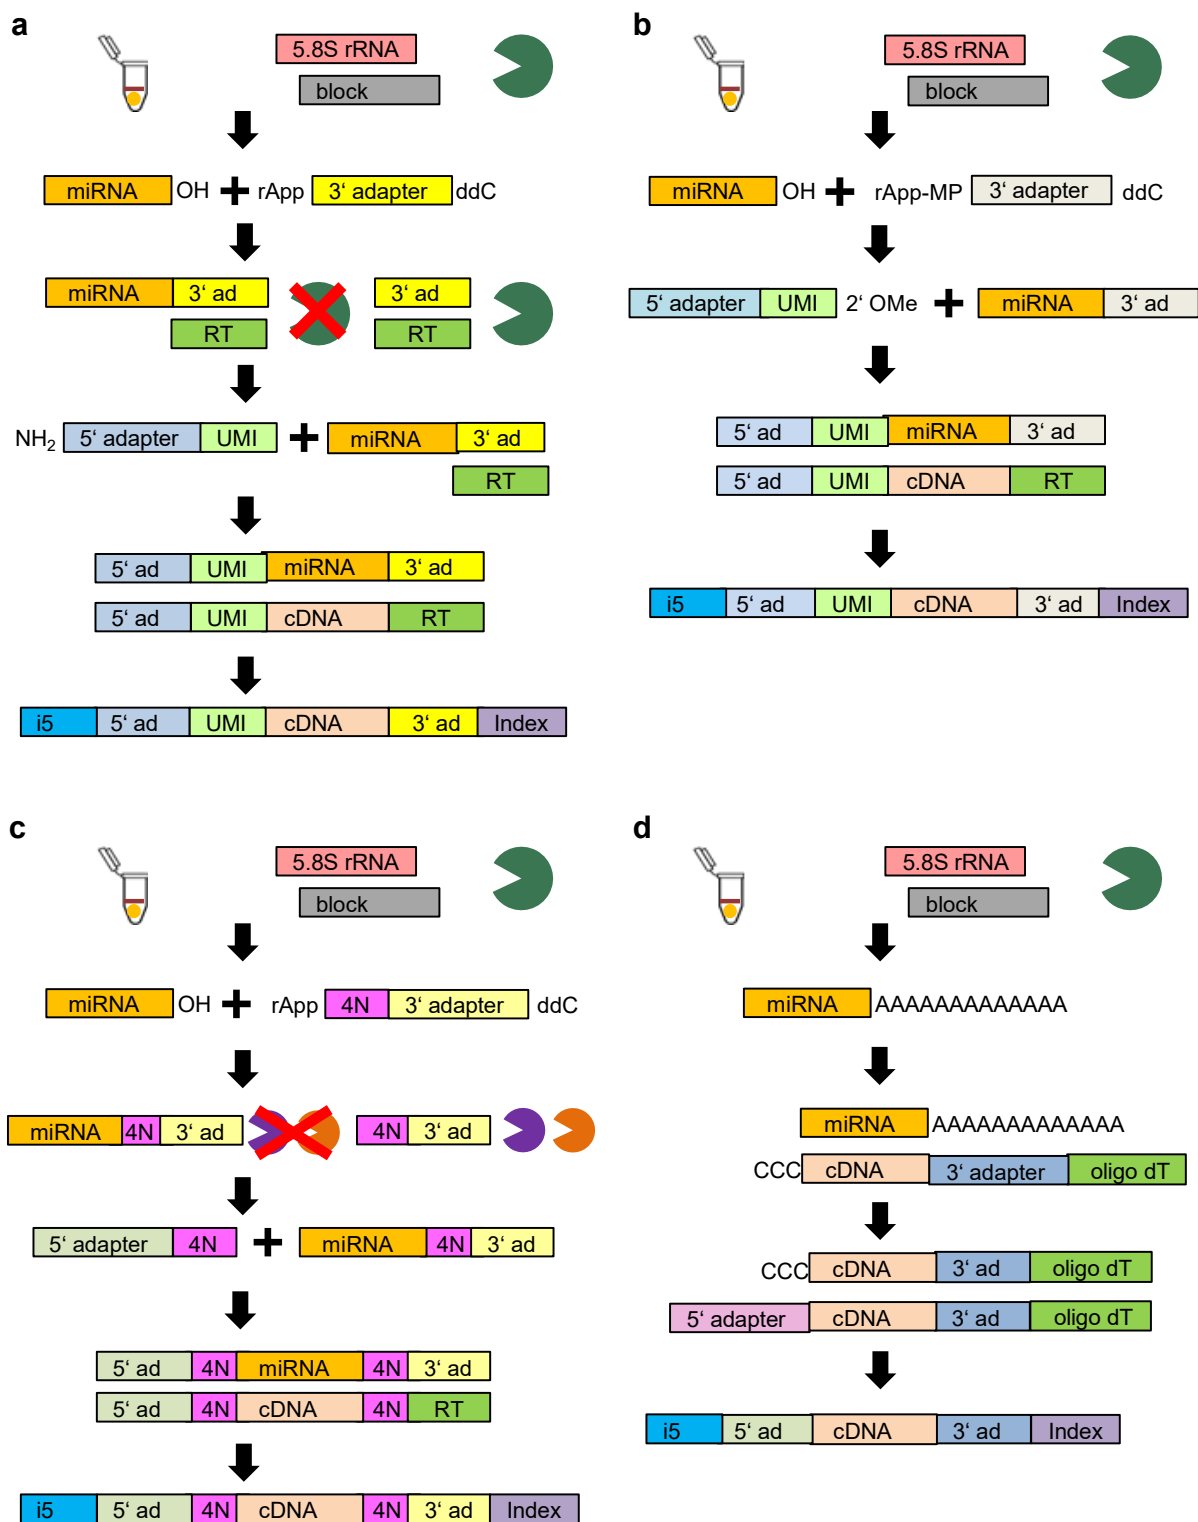 a
5.8S rRNA
block
miRNA OH + rApp 3‘ adapter ddC
miRNA 3‘ ad 3‘ ad
RT RT
NH2 5‘ adapter UMI + miRNA 3‘ ad
RT
5‘ ad UMI miRNA 3‘ ad
5‘ ad UMI cDNA RT
i5 5‘ ad UMI cDNA 3‘ ad Index
b
5.8S rRNA
block
miRNA OH + rApp-MP 3‘ adapter ddC
5‘ adapter UMI 2‘ OMe + miRNA 3‘ ad
5‘ ad UMI miRNA 3‘ ad
5‘ ad UMI cDNA RT
i5 5‘ ad UMI cDNA 3‘ ad Index
c
5.8S rRNA
block
miRNA OH + rApp 4N 3‘ adapter ddC
miRNA 4N 3‘ ad 4N 3‘ ad
5‘ adapter 4N + miRNA 4N 3‘ ad
5‘ ad 4N miRNA 4N 3‘ ad
5‘ ad 4N cDNA 4N RT
i5 5‘ ad 4N cDNA 4N 3‘ ad Index
d
5.8S rRNA
block
miRNA AAAAAAAAAAAAA
miRNA AAAAAAAAAAAAA
CCC cDNA 3‘ adapter oligo dT
CCC cDNA 3‘ ad oligo dT
5‘ adapter cDNA 3‘ ad oligo dT
i5 5‘ ad cDNA 3‘ ad Index